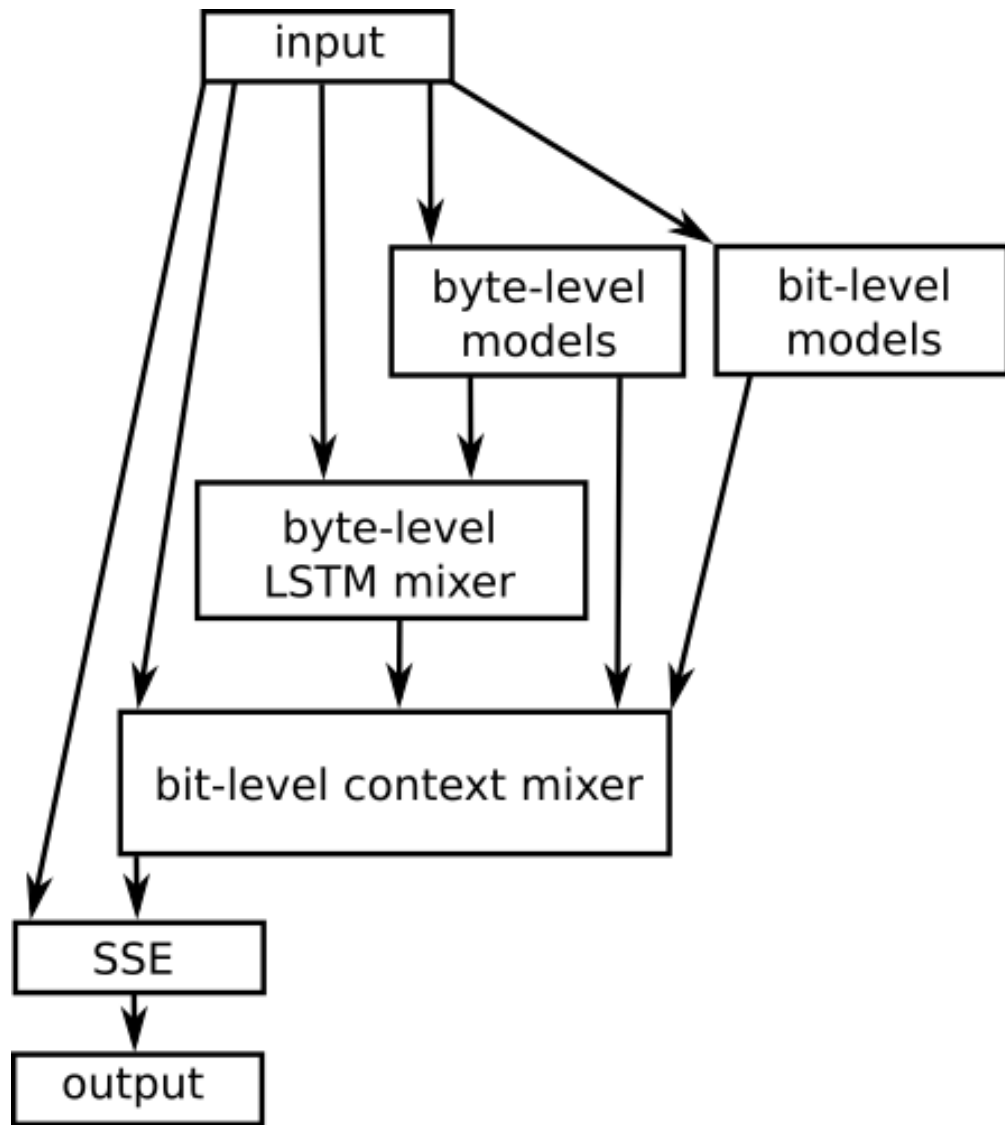 input
byte-level
models
bit-level
models
byte-level
LSTM mixer
bit-level context mixer
SSE
output